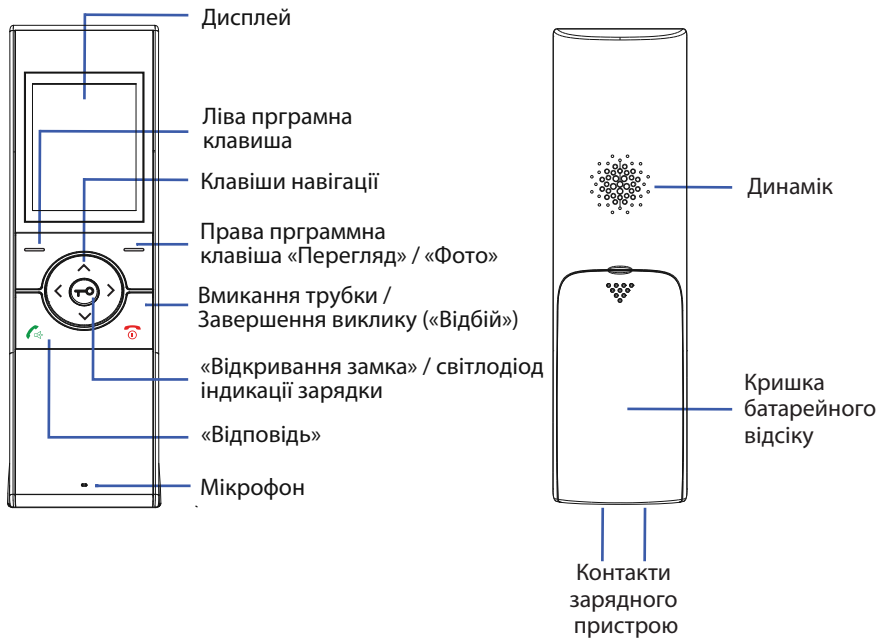 Дисплей
Ліва прграмна
клавиша
Клавіши навігації
Права прграммна
клавіша «Перегляд» / «Фото»
Вмикання трубки /
Завершення виклику («Відбій»)
«Відкривання замка» / світлодіод
індикації зарядки
«Відповідь»
Мікрофон
Динамік
Кришка
батарейного
відсіку
Контакти
зарядного
пристрою